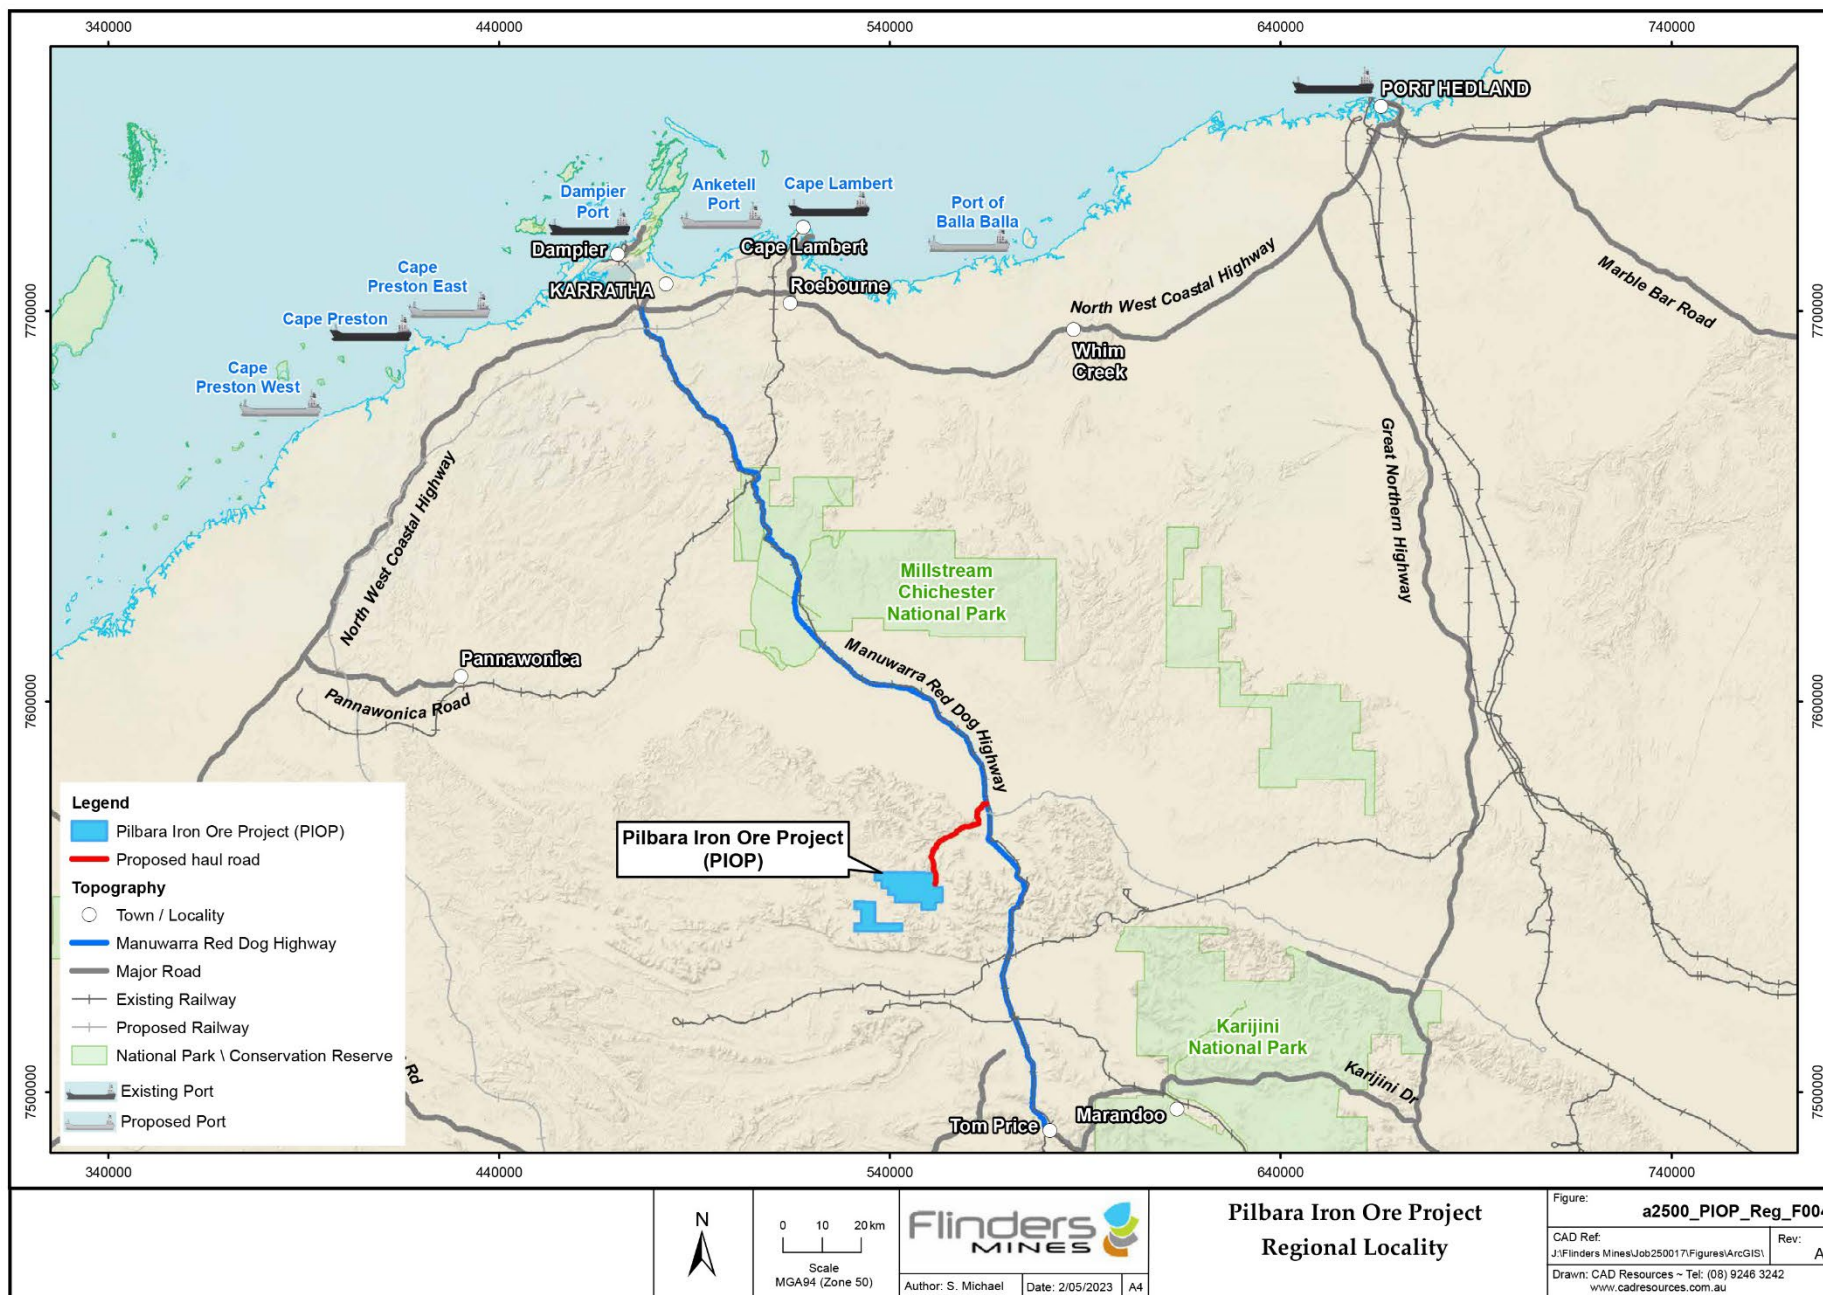 340000
440000
540000
640000
740000
PORT HEDLAND
Dampier
Port
Anketell
Port
Cape Lambert
Port of
Balla Balla
Dampier
Cape Lambert
KARRATHA
Roebourne
Cape
Preston East
Cape Preston
Cape
Preston West
North West Coastal Highway
Marble Bar Road
Whim
Creek
7700000
7700000
North West Coastal Highway
Great Northern Highway
Millstream
Chichester
National Park
Manuwarra Red Dog Highway
Pannawonica
Pannawonica Road
7600000
7600000
Pilbara Iron Ore Project
(PIOP)
Legend
Pilbara Iron Ore Project (PIOP)
Proposed haul road
Topography
Town / Locality
Manuwarra Red Dog Highway
Major Road
Existing Railway
Proposed Railway
National Park \ Conservation Reserve
Existing Port
Proposed Port
Rd
Karijini
National Park
Karijini Dr
Marandoo
Tom Price
7500000
7500000
340000
440000
540000
640000
740000
N
0 10 20 km
Scale
MGA94 (Zone 50)
Flinders
MINES
Author: S. Michael
Date: 2/05/2023
A4
Pilbara Iron Ore Project
Regional Locality
Figure:
a2500_PIOP_Reg_F004
CAD Ref:
J:\Flinders Mines\Job250017\Figures\ArcGIS\
Rev:
A
Drawn: CAD Resources ~ Tel: (08) 9246 3242
www.cadresources.com.au